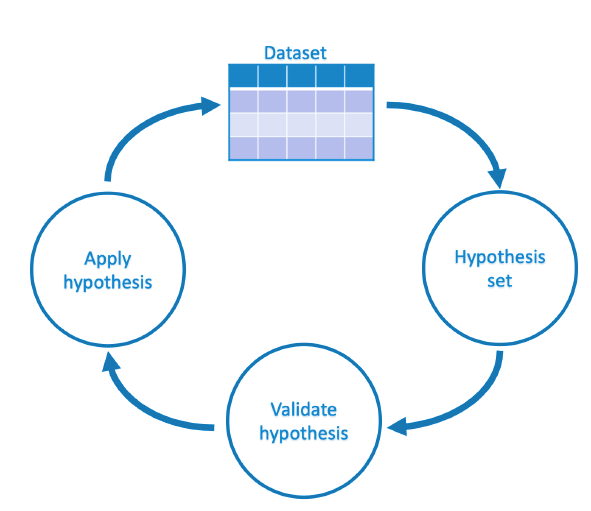 Dataset
Hypothesis
set
Validate
hypothesis
Apply
hypothesis